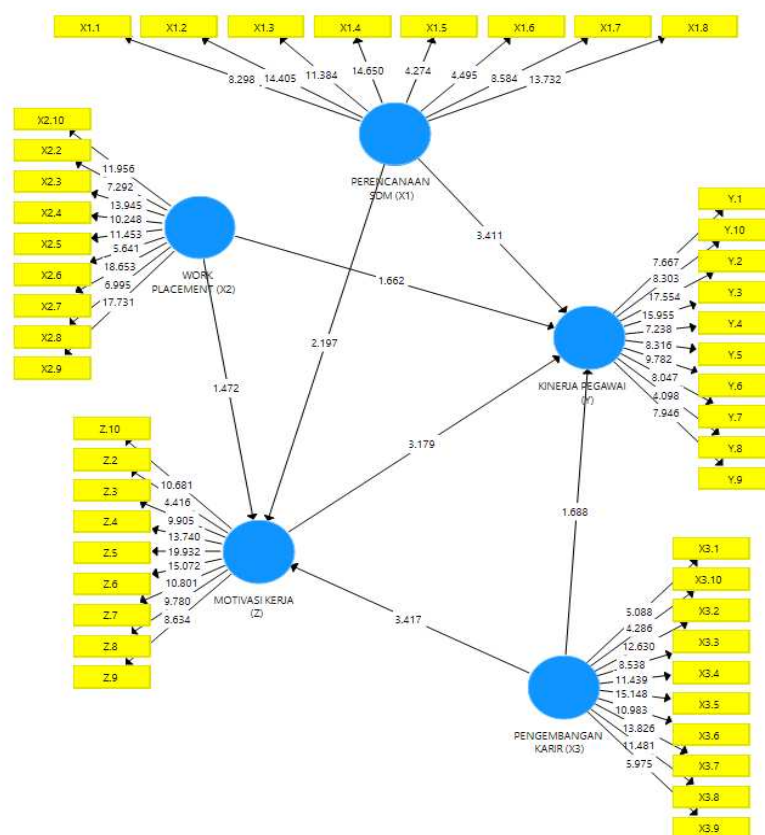 X1.1 X1.2 X1.3 X1.4 X1.5 X1.6 X1.7 X1.8
8.298 14.405 11.384 14.650 4.274 4.495 8.584 13.732
PERENCANAAN
SDM (X1)
X2.10
X2.2
X2.3
X2.4
X2.5
X2.6
X2.7
X2.8
X2.9
11.956
7.292
13.945
10.248
11.453
5.641
18.653
6.995
17.731
WORK
PLACEMENT (X2)
3.411
1.662
2.197
1.472
3.179
1.688
3.417
Y.1
Y.10
Y.2
Y.3
Y.4
Y.5
Y.6
Y.7
Y.8
Y.9
7.667
8.303
17.554
15.955
7.238
8.316
9.782
8.047
4.098
7.946
KINERJA PEGAWAI
(Y)
Z.10
Z.2
Z.3
Z.4
Z.5
Z.6
Z.7
Z.8
Z.9
10.681
4.416
9.905
13.740
19.932
15.072
10.801
9.780
8.634
MOTIVASI KERJA
(Z)
X3.1
X3.10
X3.2
X3.3
X3.4
X3.5
X3.6
X3.7
X3.8
X3.9
5.088
4.286
12.630
8.538
11.439
15.148
10.983
13.826
11.481
5.975
PENGEMBANGAN
KARIR (X3)